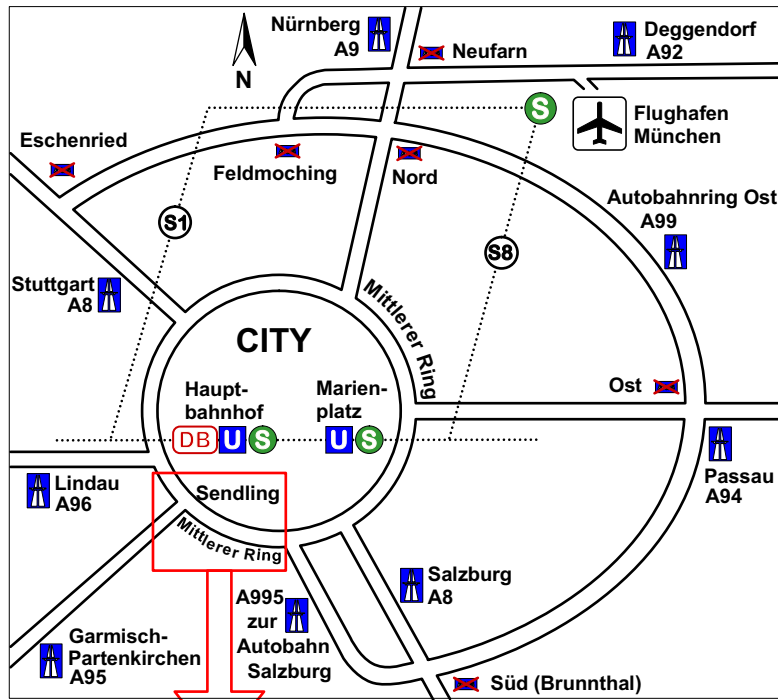 Nürnberg
A9
N
Neufarn
Deggendorf
A92
S
Flughafen
München
Eschenried
Feldmoching
Nord
Autobahnring Ost
A99
S1
S8
Stuttgart
A8
Mittlerer Ring
CITY
Haupt-
bahnhof
DB U S
Marien-
platz
U S
Ost
Passau
A94
Lindau
A96
Sendling
Mittlerer Ring
Salzburg
A8
A995
zur
Autobahn
Salzburg
Garmisch-
Partenkirchen
A95
Süd (Brunnthal)